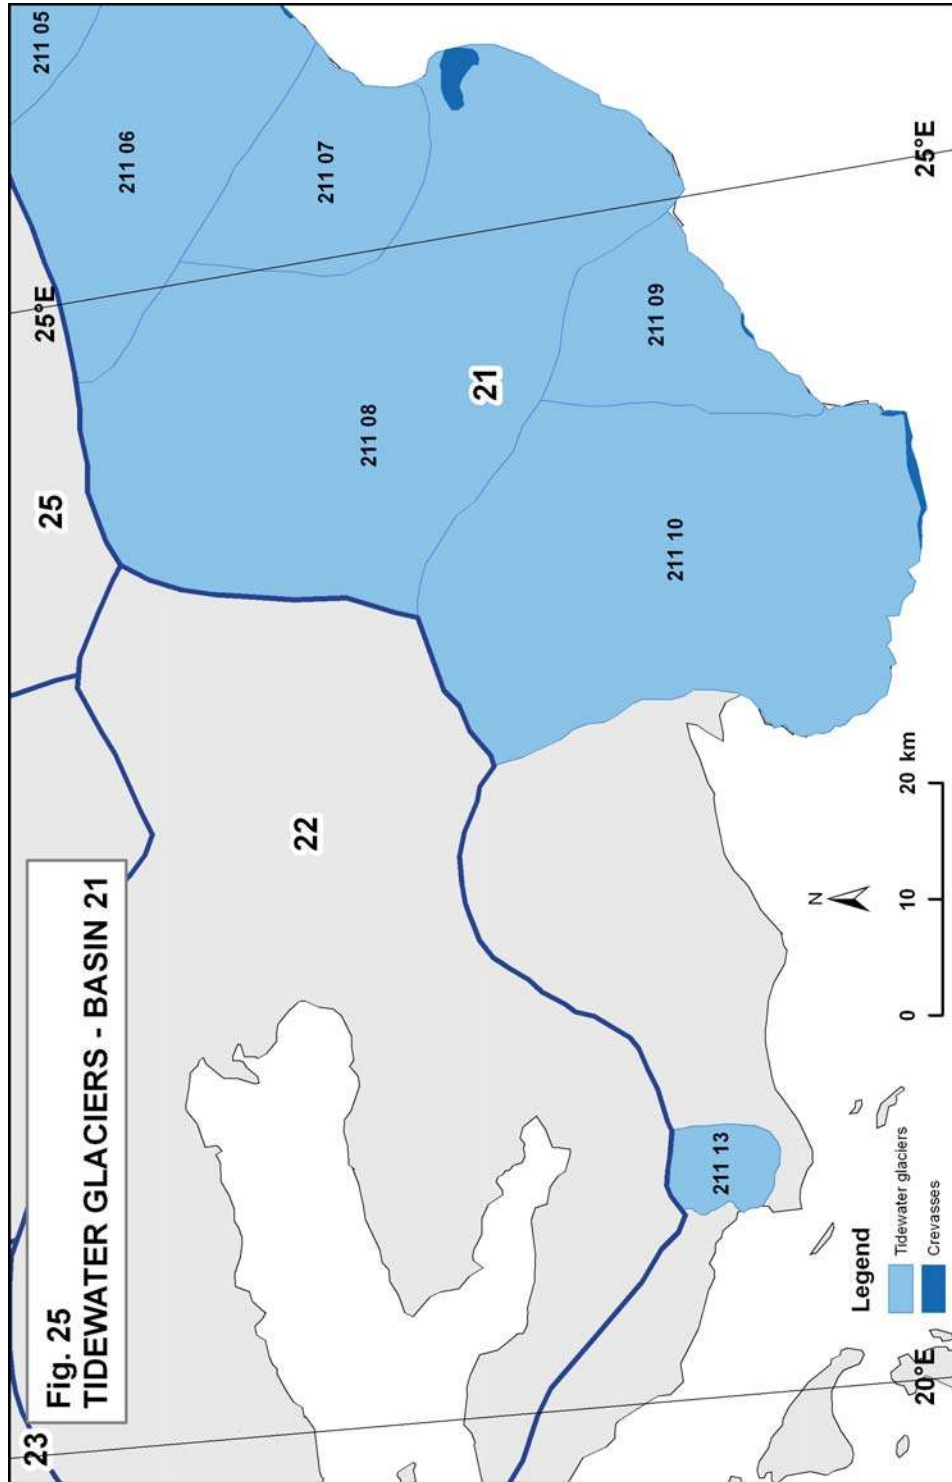 Fig. 25
TIDEWATER GLACIERS - BASIN 21
23
25
25°E
211 05
211 06
211 07
22
211 08
21
211 13
211 10
211 09
N
Legend
Tidewater glaciers
Crevasses
0 10 20 km
20°E
25°E